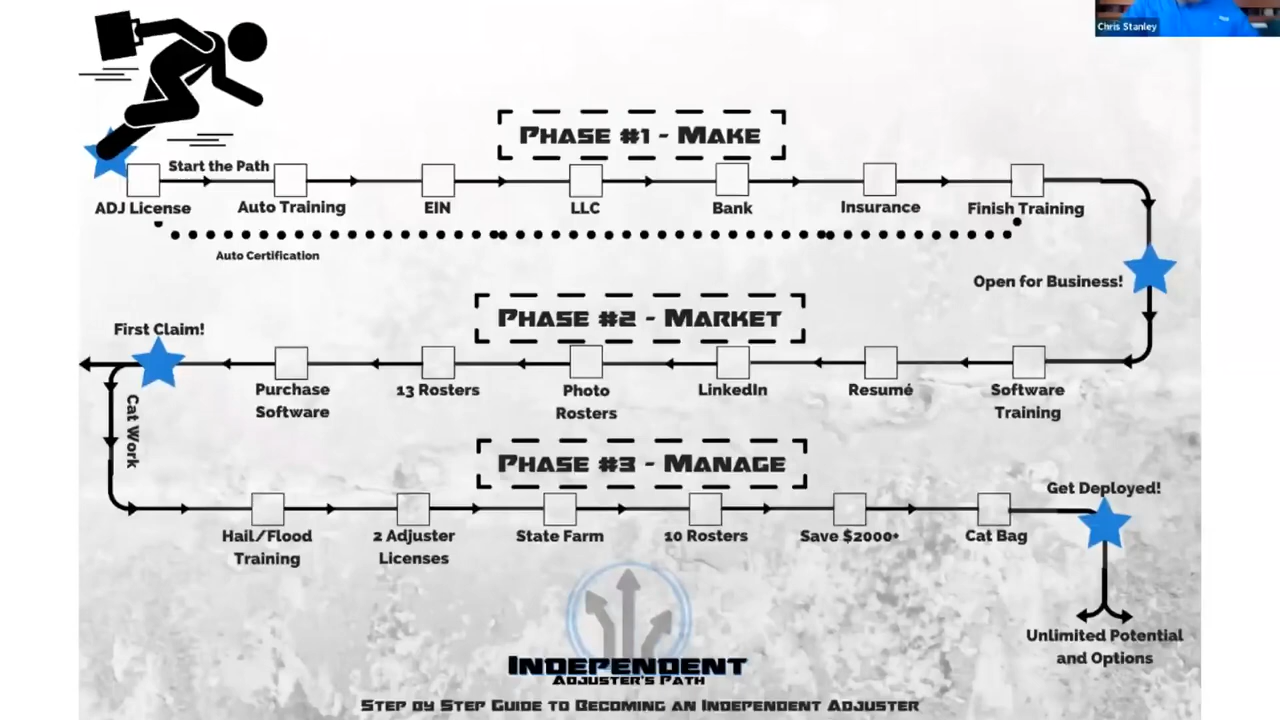 Chris Stanley
Phase #1 - Make
Start the Path
ADJ License
Auto Training
EIN
LLC
Bank
Insurance
Finish Training
Auto Certification
Open for Business!
Phase #2 - Market
First Claim!
Purchase
Software
13 Rosters
Photo
Rosters
LinkedIn
Resumé
Software
Training
Cat Work
Phase #3 - Manage
Get Deployed!
Hail/Flood
Training
2 Adjuster
Licenses
State Farm
10 Rosters
Save $2000+
Cat Bag
Unlimited Potential
and Options
Independent
Adjuster's Path
Step by Step Guide to Becoming an Independent Adjuster